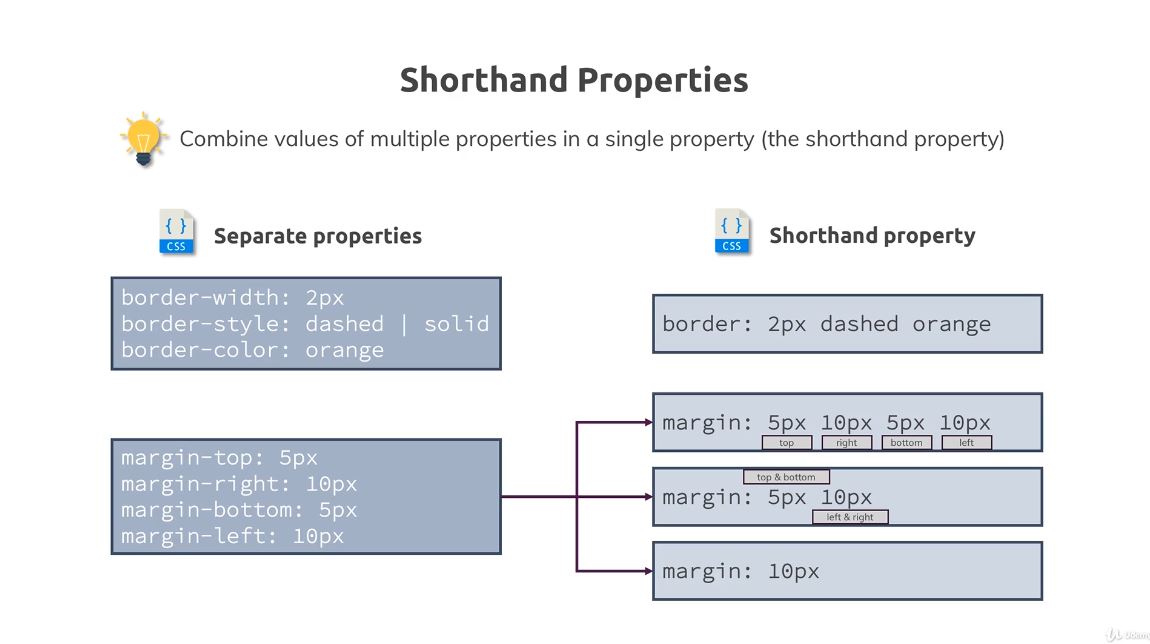 Shorthand Properties
Combine values of multiple properties in a single property (the shorthand property)
{ }
CSS
Separate properties
border-width: 2px
border-style: dashed | solid
border-color: orange
margin-top: 5px
margin-right: 10px
margin-bottom: 5px
margin-left: 10px
{ }
CSS
Shorthand property
border: 2px dashed orange
margin: 5px 10px 5px 10px
top right bottom left
top & bottom
margin: 5px 10px
left & right
margin: 10px
Udemy